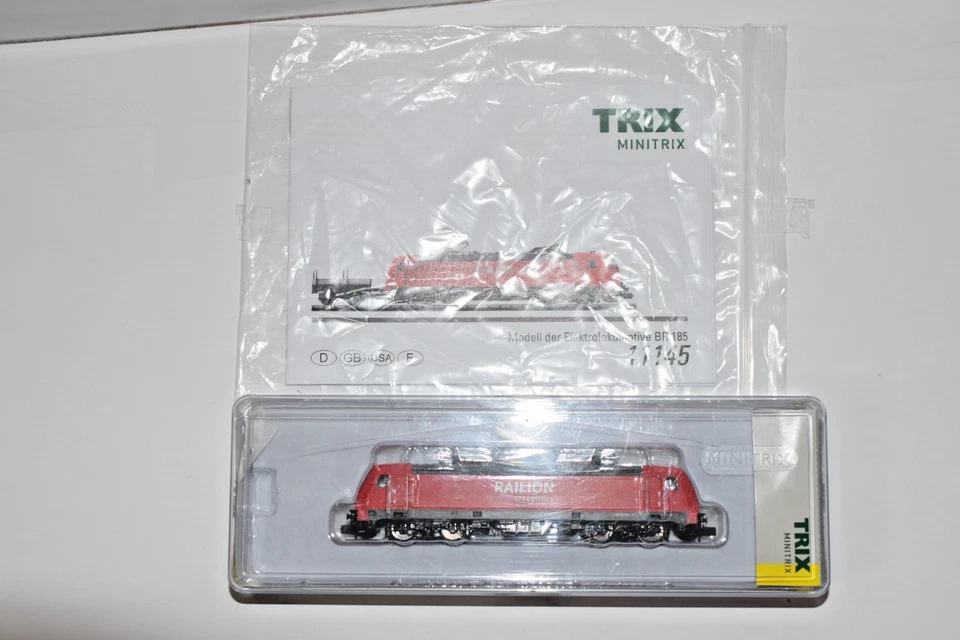 TRIX
MINITRIX
Modell der Elektrolokomotive BR 185
11145
D GB USA F
MINITRIX
RAILION
TRIX
MINITRIX